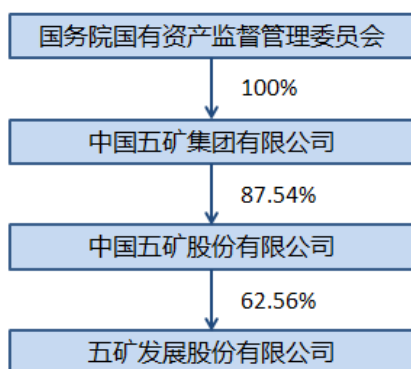 国务院国有资产监督管理委员会
100%
中国五矿集团有限公司
87.54%
中国五矿股份有限公司
62.56%
五矿发展股份有限公司